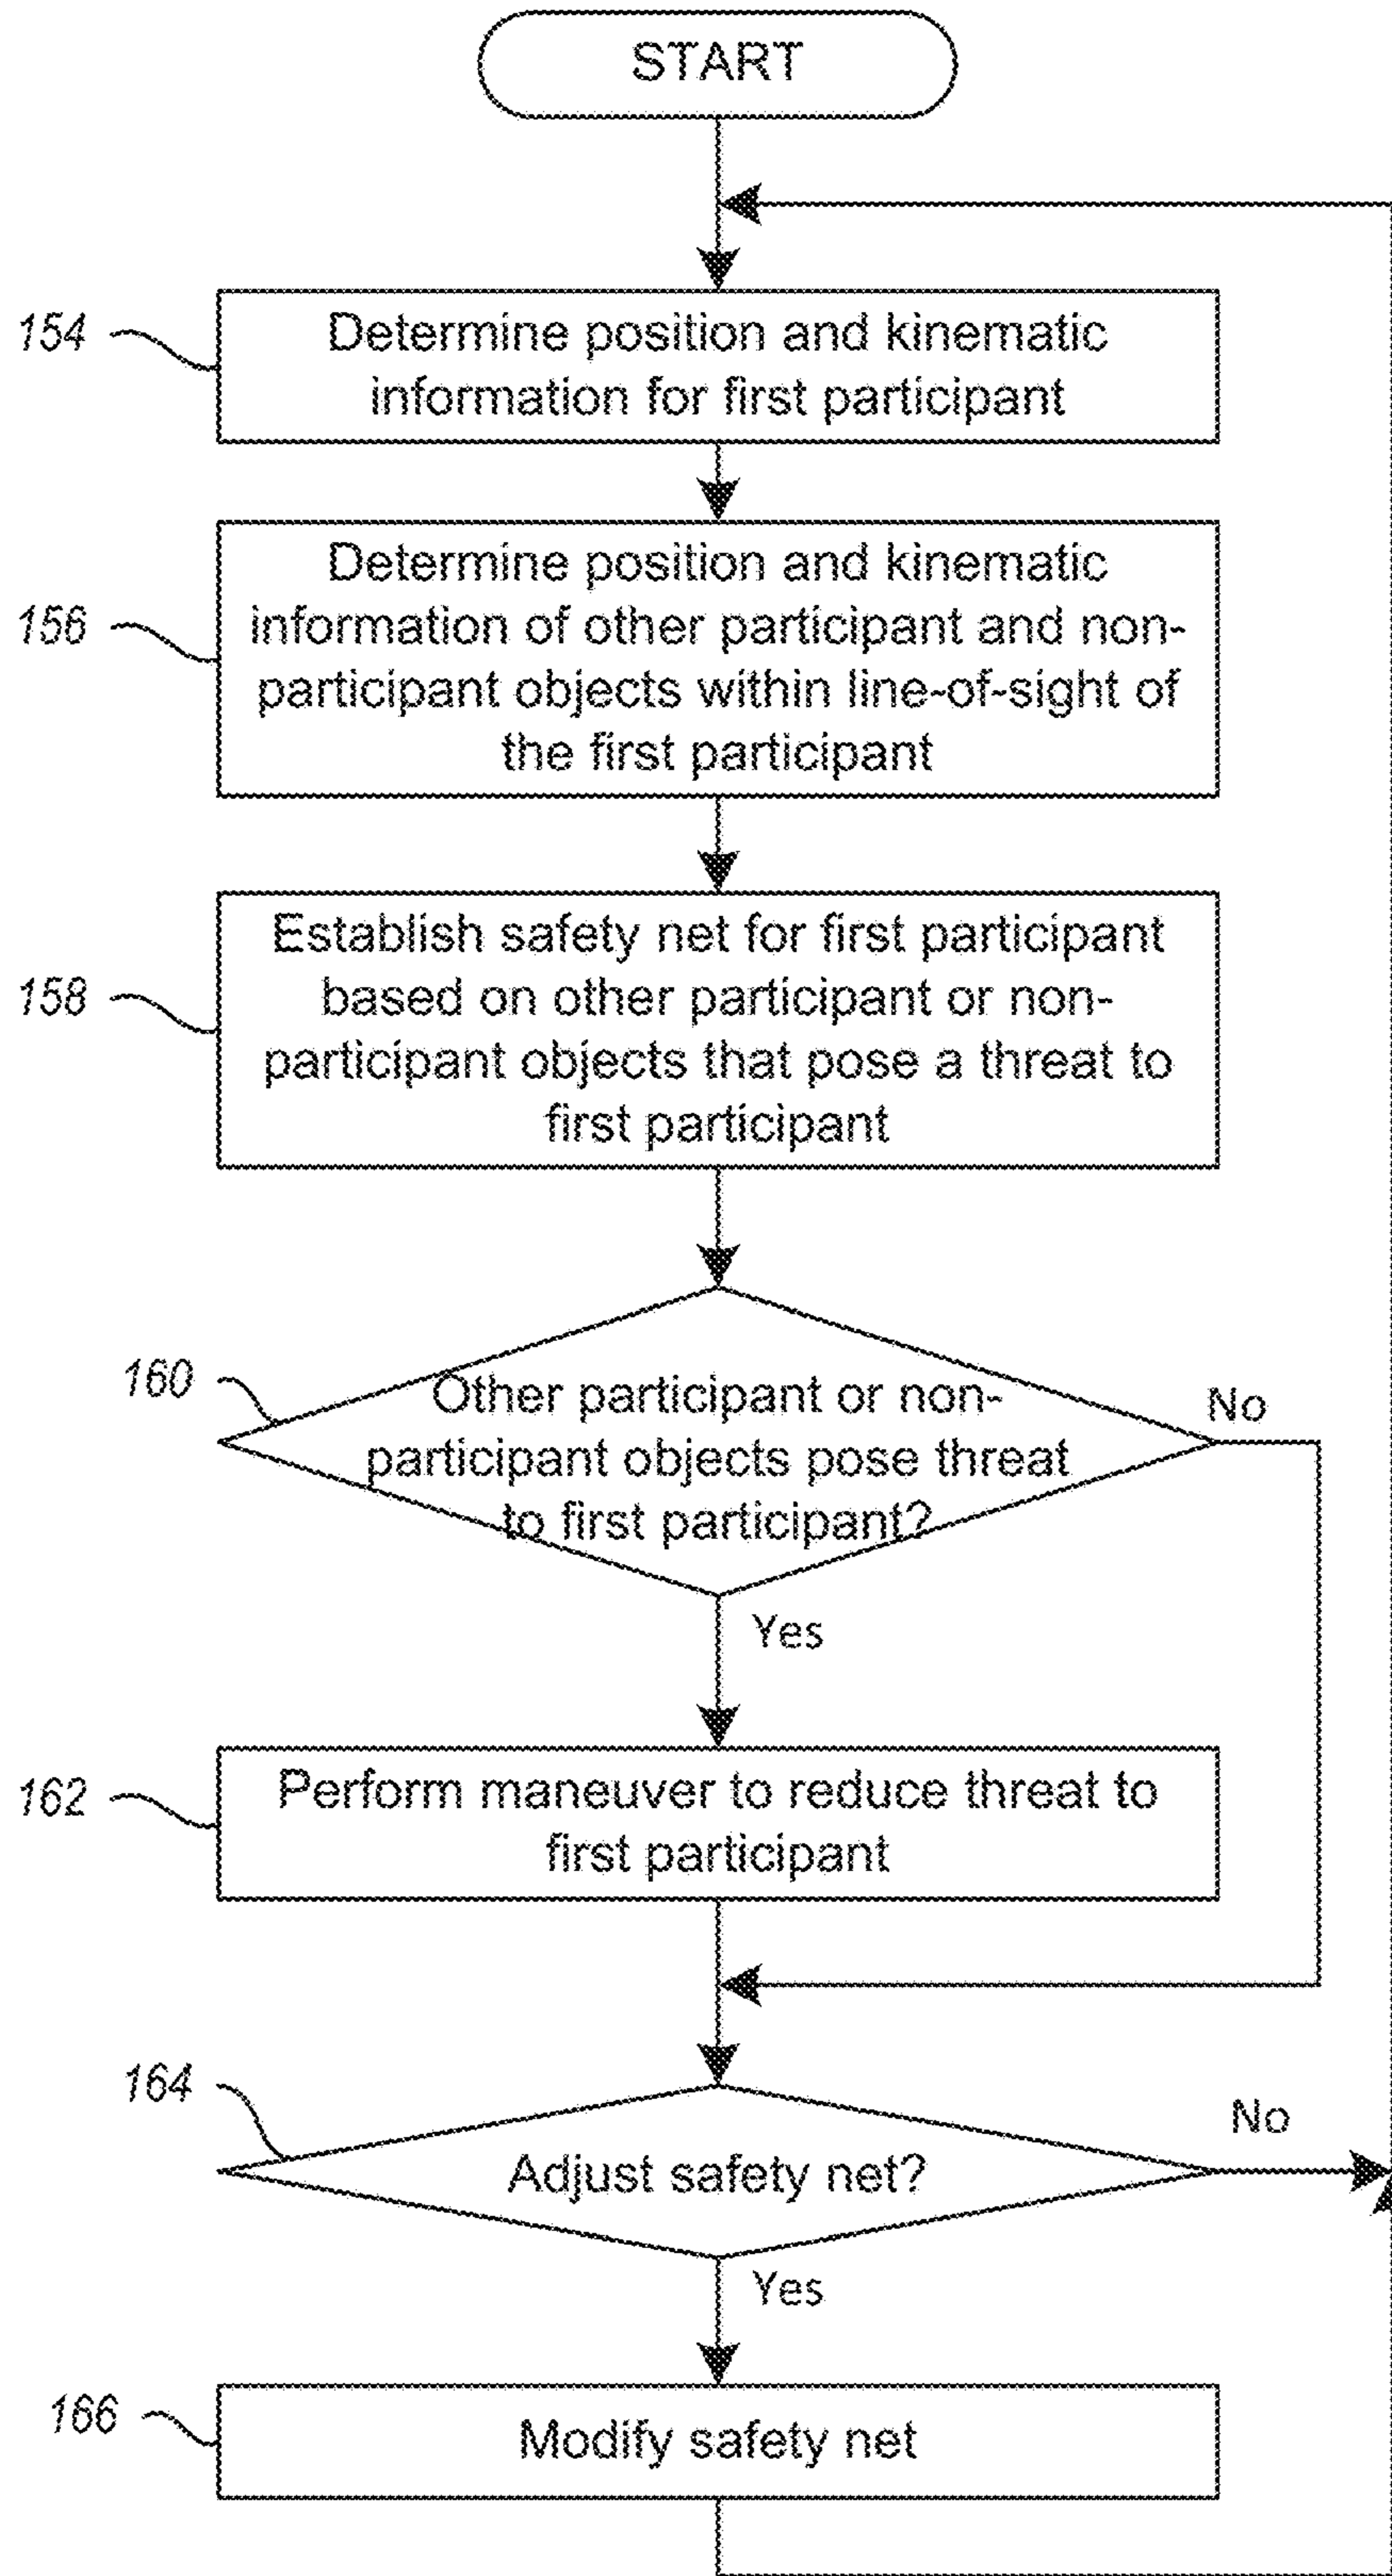 START
154
Determine position and kinematic
information for first participant
156
Determine position and kinematic
information of other participant and non-
participant objects within line-of-sight of
the first participant
158
Establish safety net for first participant
based on other participant or non-
participant objects that pose a threat to
first participant
160
Other participant or non-
participant objects pose threat
to first participant?
No
Yes
162
Perform maneuver to reduce threat to
first participant
164
Adjust safety net?
No
Yes
166
Modify safety net